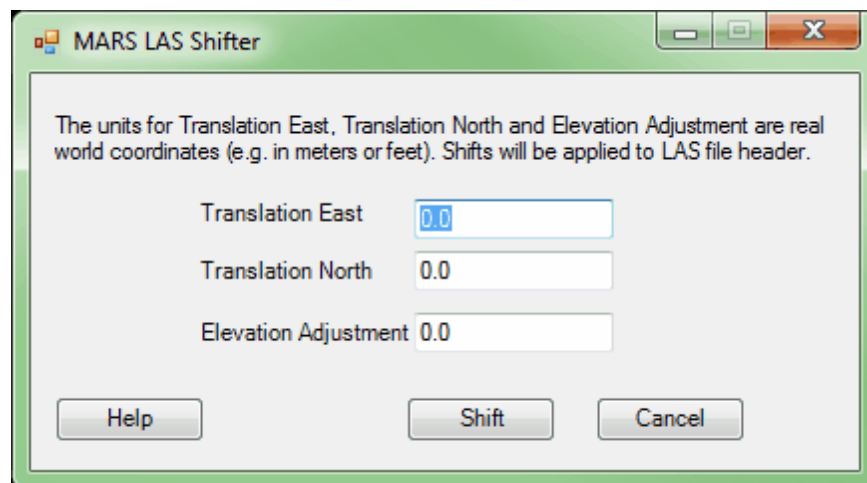 MARS LAS Shifter
The units for Translation East, Translation North and Elevation Adjustment are real
world coordinates (e.g. in meters or feet). Shifts will be applied to LAS file header.
Translation East 0.0
Translation North 0.0
Elevation Adjustment 0.0
Help Shift Cancel